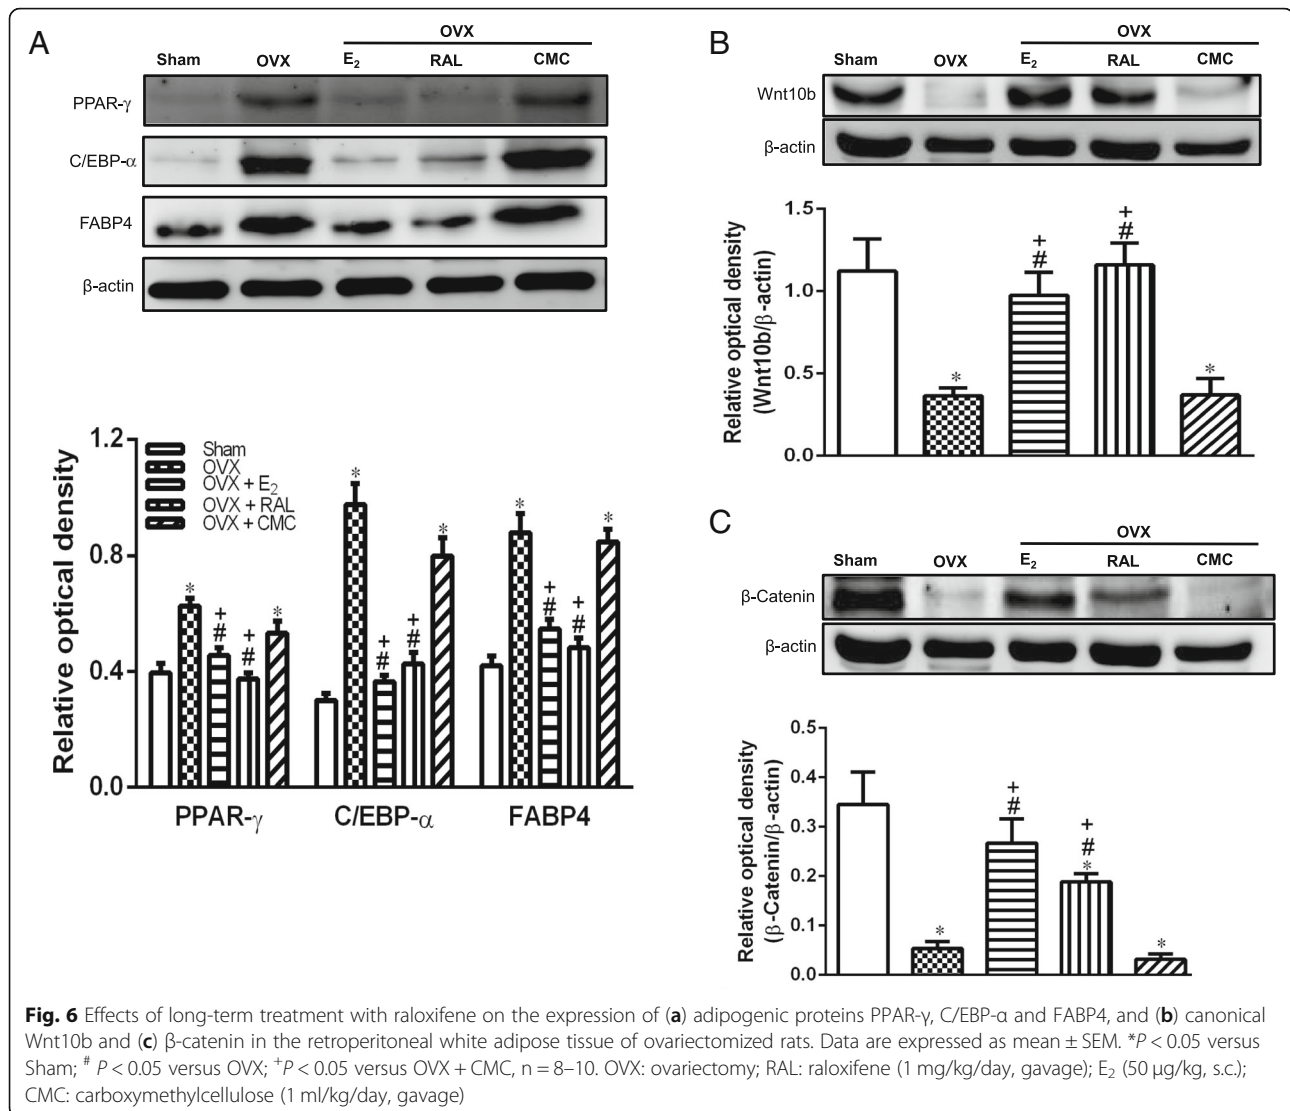 A
OVX
Sham OVX E₂ RAL CMC
PPAR-γ
C/EBP-α
FABP4
β-actin
Relative optical density
1.2
0.8
0.4
0.0
Sham
OVX
OVX + E₂
OVX + RAL
OVX + CMC
* + # + # *
* + # + # *
* + # + # *
PPAR-γ C/EBP-α FABP4
B
OVX
Sham OVX E₂ RAL CMC
Wnt10b
β-actin
Relative optical density
(Wnt10b/β-actin)
1.5
1.0
0.5
0.0
* + # + # *
C
OVX
Sham OVX E₂ RAL CMC
β-Catenin
β-actin
Relative optical density
(β-Catenin/β-actin)
0.5
0.4
0.3
0.2
0.1
0.0
* + # + # * *
Fig. 6 Effects of long-term treatment with raloxifene on the expression of (a) adipogenic proteins PPAR-γ, C/EBP-α and FABP4, and (b) canonical
Wnt10b and (c) β-catenin in the retroperitoneal white adipose tissue of ovariectomized rats. Data are expressed as mean ± SEM. *P < 0.05 versus
Sham; # P < 0.05 versus OVX; +P < 0.05 versus OVX + CMC, n = 8–10. OVX: ovariectomy; RAL: raloxifene (1 mg/kg/day, gavage); E₂ (50 μg/kg, s.c.);
CMC: carboxymethylcellulose (1 ml/kg/day, gavage)